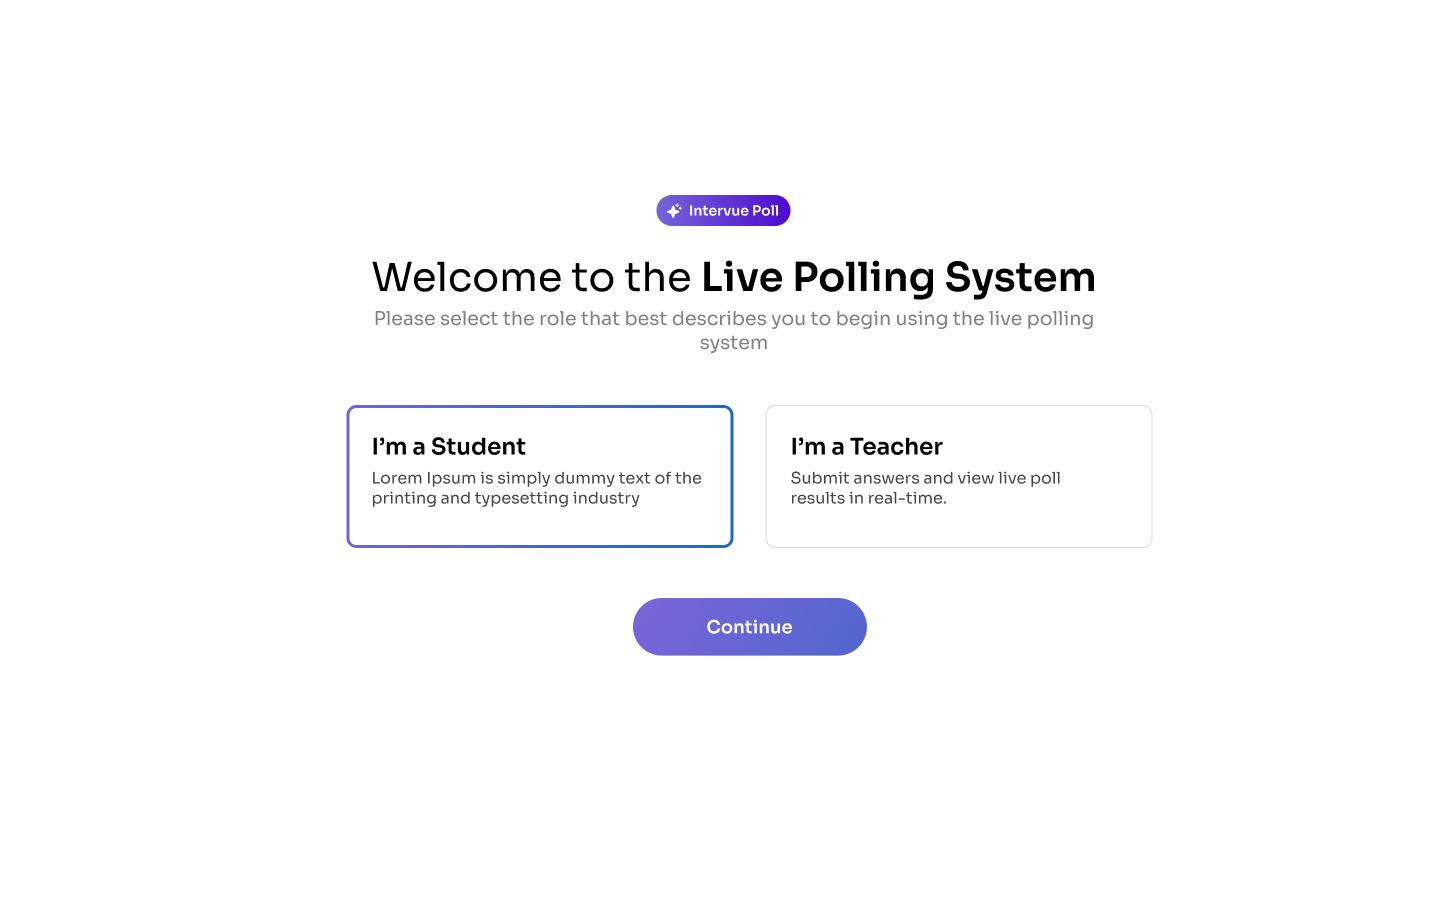 Intervue Poll
Welcome to the Live Polling System
Please select the role that best describes you to begin using the live polling
system
I’m a Student
Lorem Ipsum is simply dummy text of the
printing and typesetting industry
I’m a Teacher
Submit answers and view live poll
results in real-time.
Continue